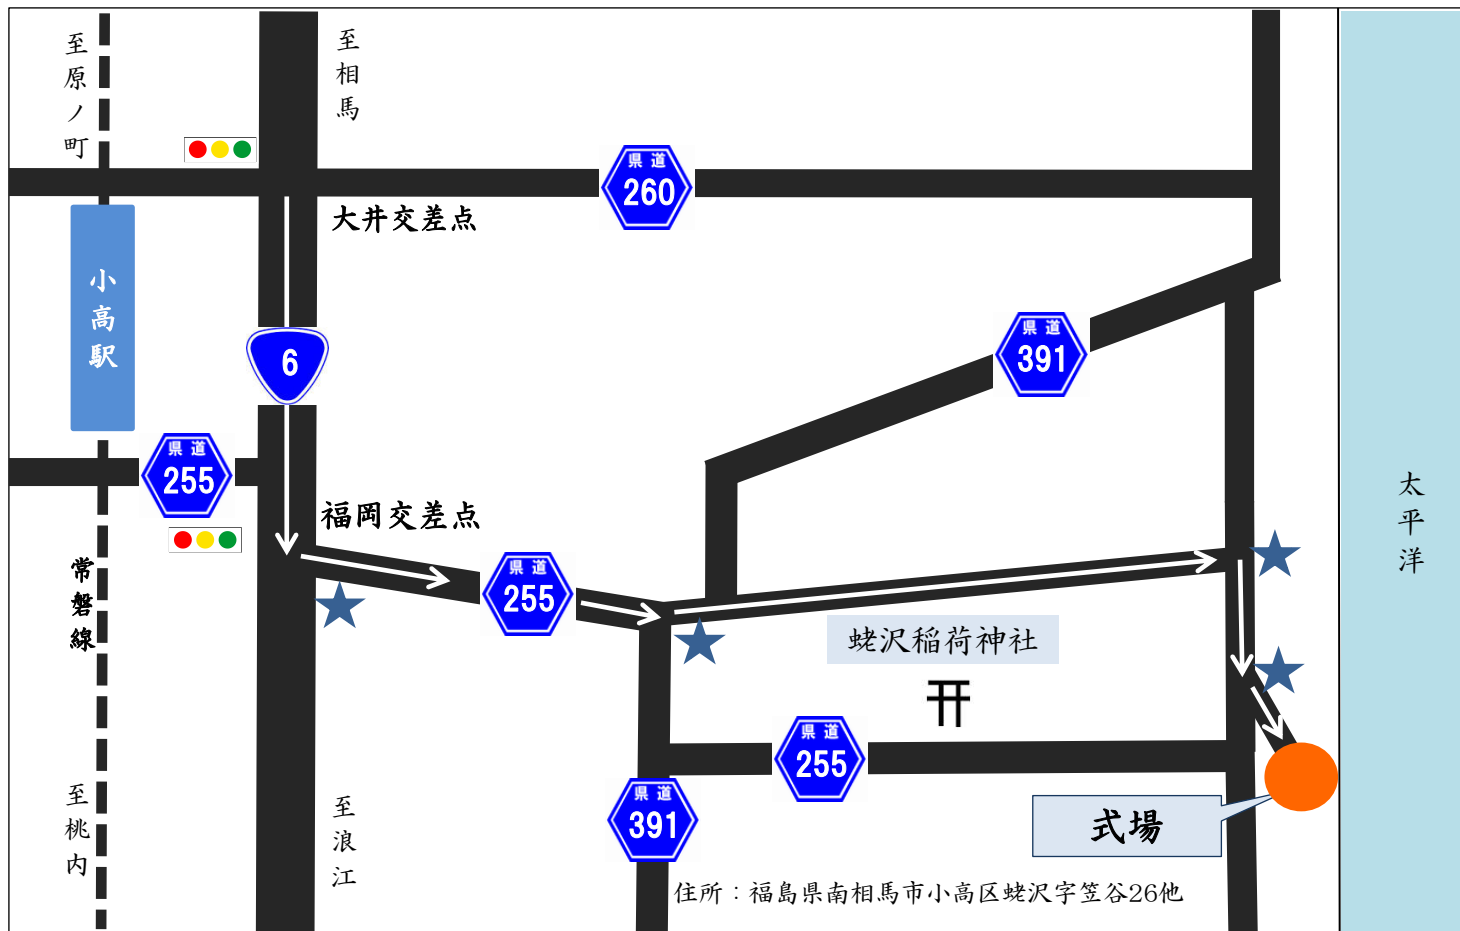 至原ノ町
至相馬
県道
260
大井交差点
小高駅
6
県道
391
県道
255
福岡交差点
常磐線
県道
255
太平洋
蛯沢稲荷神社
県道
255
至桃内
至浪江
県道
391
式場
住所：福島県南相馬市小高区蛯沢字笠谷26他